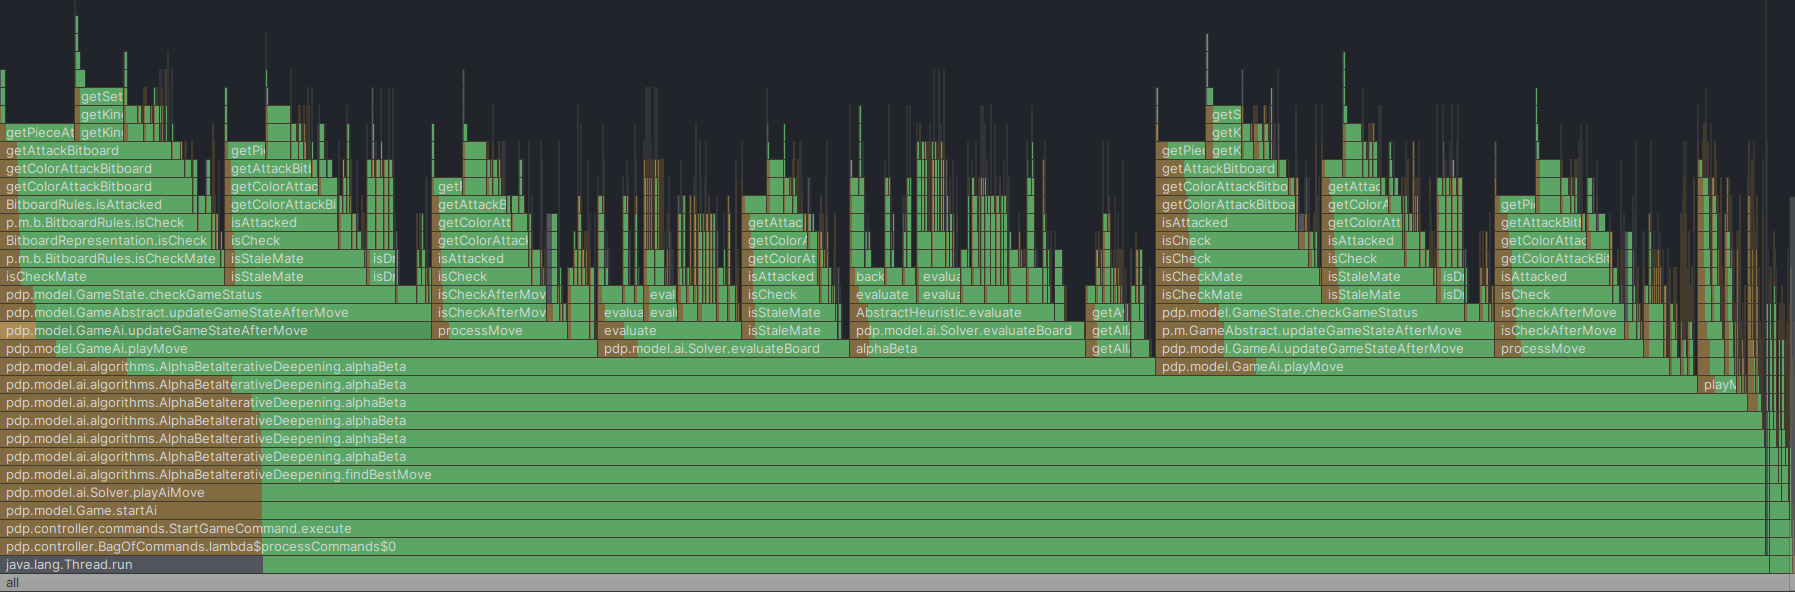 getSet
getKin getS
getPieceAt getKin getK
getAttackBitboard getPi getPiec getK
getColorAttackBitboard getAttackBitl getAttackBitboard
getColorAttackBitboard getColorAttac getl getColorAttackBitbo getAttac
BitboardRules.isAttacked getColorAttackBi getAttackB getColorAttackBitboa getColorA getPi
p.m.b.BitboardRules.isCheck isAttacked getColorAtt getAttac isAttacked getColorAtt getAttackBit
BitboardRepresentation.isCheck isCheck getColorAttack getColorA isCheck isAttacked getColorAttac
p.m.b.BitboardRules.isCheckMate isStaleMate isDr isAttacked getColorAt isCheck isCheck getColorAttackBit
isCheckMate isStaleMate isDr isCheck isAttacked back evalua isCheckMate isStaleMate isD isAttacked
pdp.model.GameState.checkGameStatus isCheckAfterMov eval isCheck evaluate evalua isCheckMate isStaleMate isD isCheck
pdp.model.GameAbstract.updateGameStateAfterMove isCheckAfterMov evalua eval isStaleMate AbstractHeuristic.evaluate getA pdp.model.GameState.checkGameStatus isCheckAfterMove
pdp.model.GameAi.updateGameStateAfterMove processMove evaluate isStaleMate pdp.model.ai.Solver.evaluateBoard getAll p.m.GameAbstract.updateGameStateAfterMove isCheckAfterMove
pdp.model.GameAi.playMove pdp.model.ai.Solver.evaluateBoard alphaBeta getAll pdp.model.GameAi.updateGameStateAfterMove processMove
pdp.model.ai.algorithms.AlphaBetaIterativeDeepening.alphaBeta pdp.model.GameAi.playMove
pdp.model.ai.algorithms.AlphaBetaIterativeDeepening.alphaBeta playM
pdp.model.ai.algorithms.AlphaBetaIterativeDeepening.alphaBeta
pdp.model.ai.algorithms.AlphaBetaIterativeDeepening.alphaBeta
pdp.model.ai.algorithms.AlphaBetaIterativeDeepening.alphaBeta
pdp.model.ai.algorithms.AlphaBetaIterativeDeepening.alphaBeta
pdp.model.ai.algorithms.AlphaBetaIterativeDeepening.findBestMove
pdp.model.ai.Solver.playAiMove
pdp.model.Game.startAi
pdp.controller.commands.StartGameCommand.execute
pdp.controller.BagOfCommands.lambda$processCommands$0
java.lang.Thread.run
all